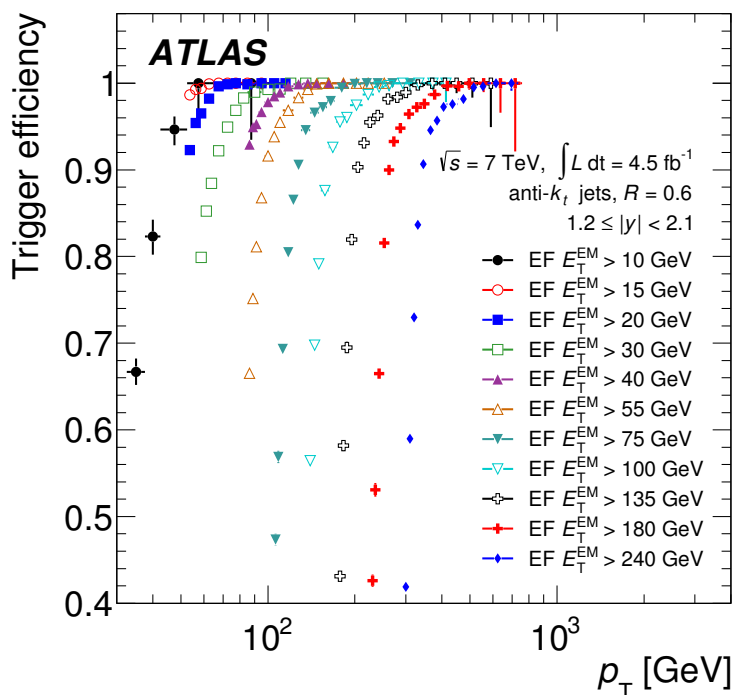 ATLAS
Trigger efficiency
1
0.9
0.8
0.7
0.6
0.5
0.4
√s = 7 TeV, ∫L dt = 4.5 fb⁻¹
anti-kₜ jets, R = 0.6
1.2 ≤ |y| < 2.1
EF E_T^EM > 10 GeV
EF E_T^EM > 15 GeV
EF E_T^EM > 20 GeV
EF E_T^EM > 30 GeV
EF E_T^EM > 40 GeV
EF E_T^EM > 55 GeV
EF E_T^EM > 75 GeV
EF E_T^EM > 100 GeV
EF E_T^EM > 135 GeV
EF E_T^EM > 180 GeV
EF E_T^EM > 240 GeV
10² 10³
p_T [GeV]